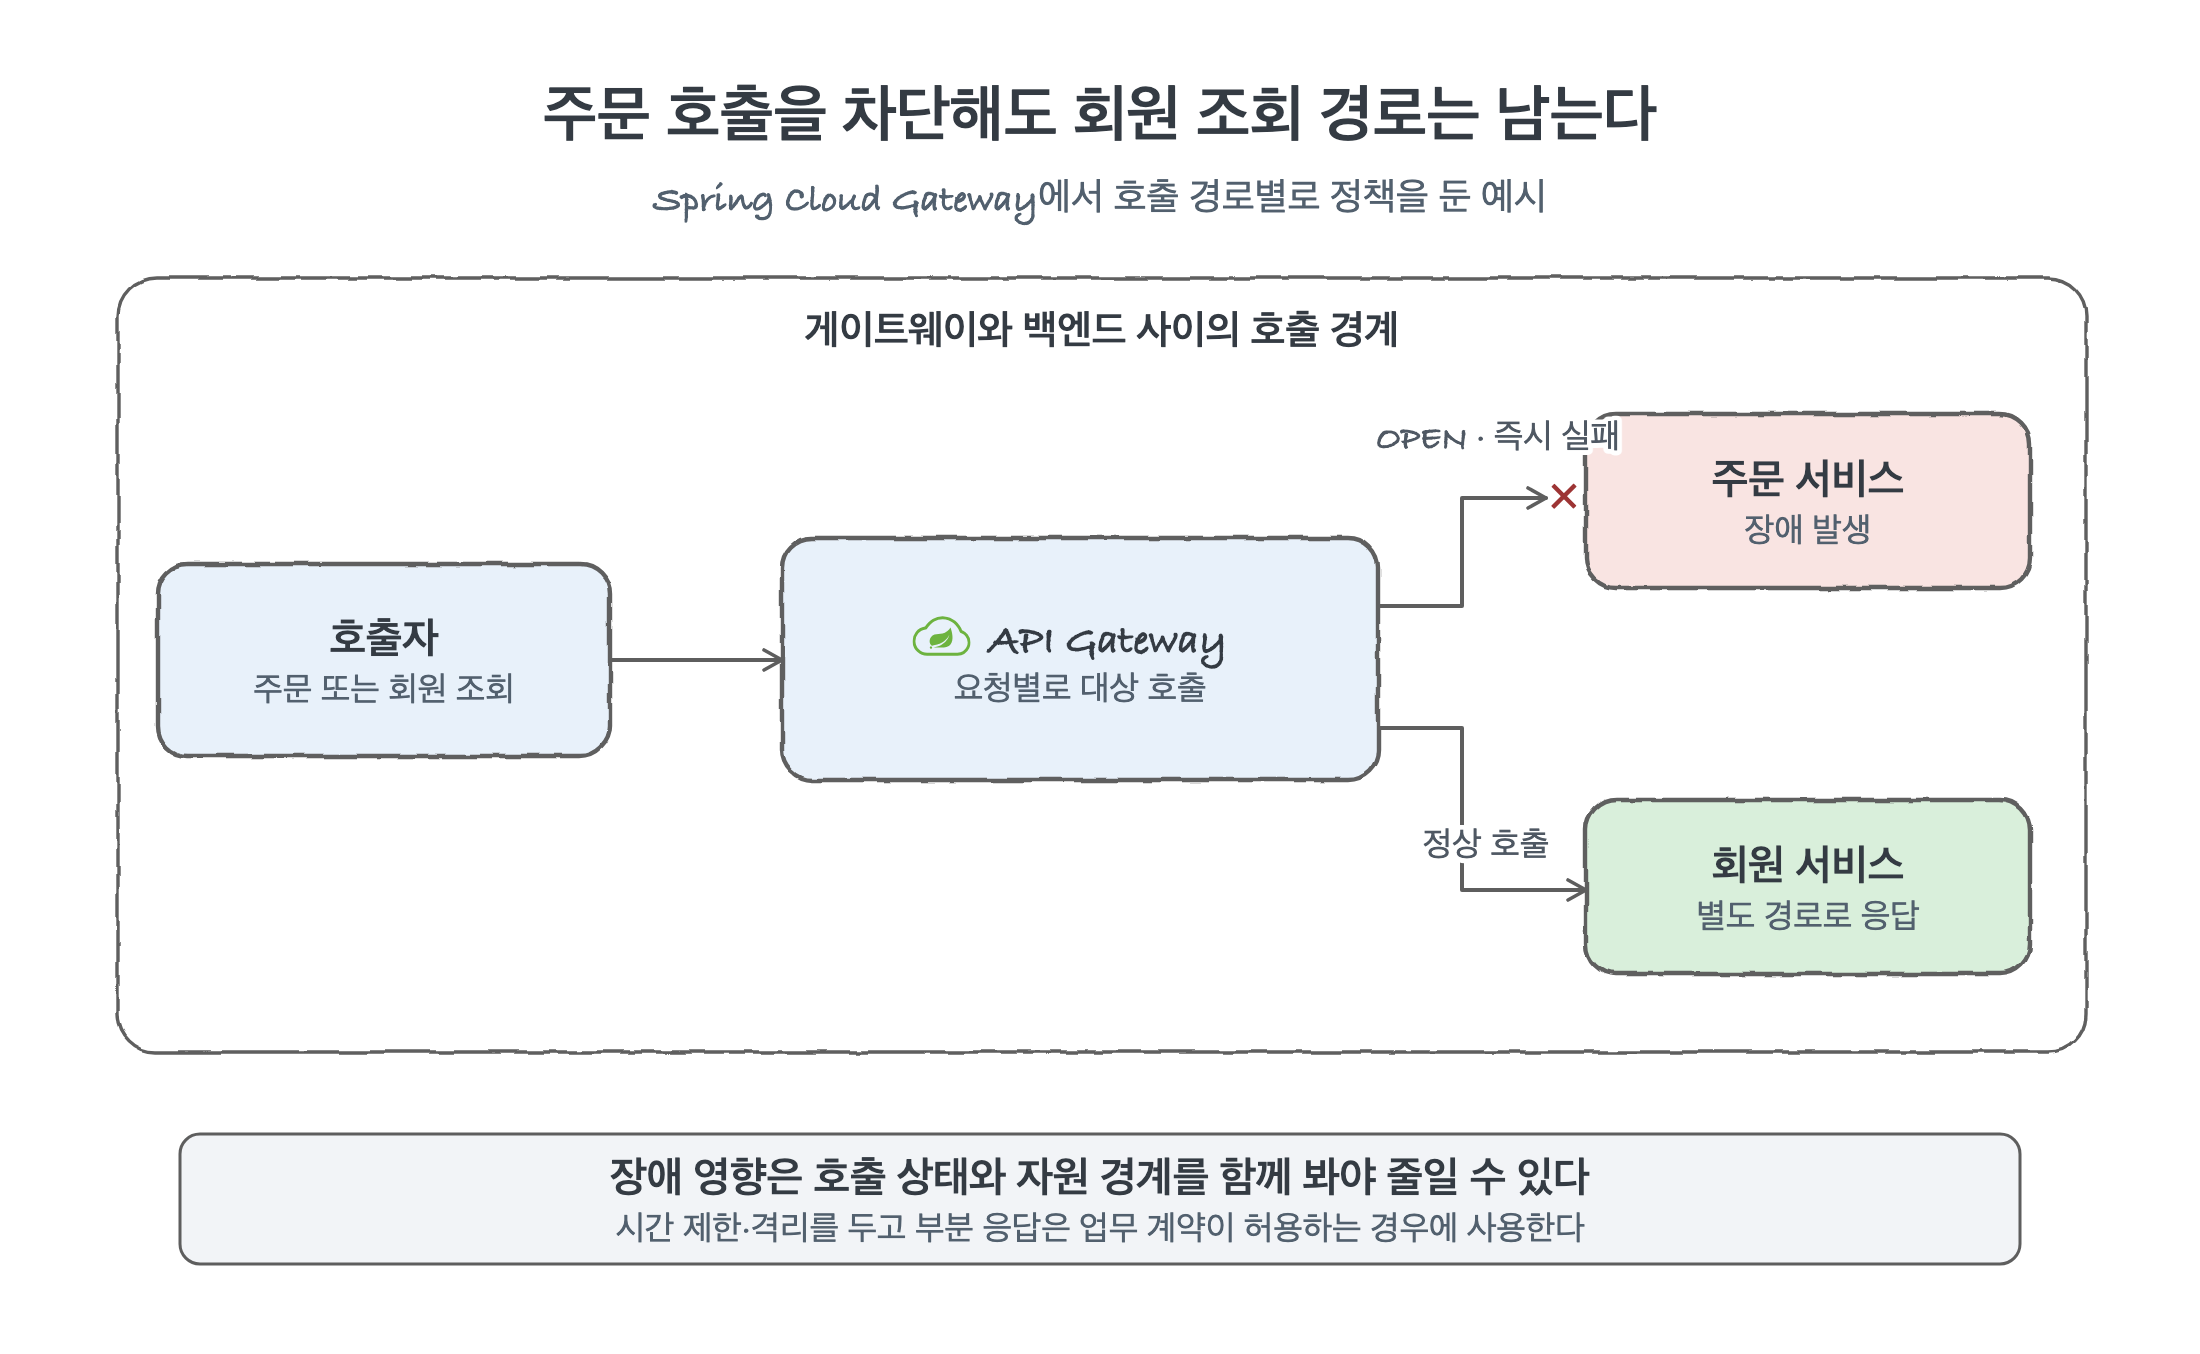 주문 호출을 차단해도 회원 조회 경로는 남는다
Spring Cloud Gateway에서 호출 경로별로 정책을 둔 예시
게이트웨이와 백엔드 사이의 호출 경계
OPEN · 즉시 실패
주문 서비스
장애 발생
호출자
주문 또는 회원 조회
API Gateway
요청별로 대상 호출
정상 호출
회원 서비스
별도 경로로 응답
장애 영향은 호출 상태와 자원 경계를 함께 봐야 줄일 수 있다
시간 제한·격리를 두고 부분 응답은 업무 계약이 허용하는 경우에 사용한다